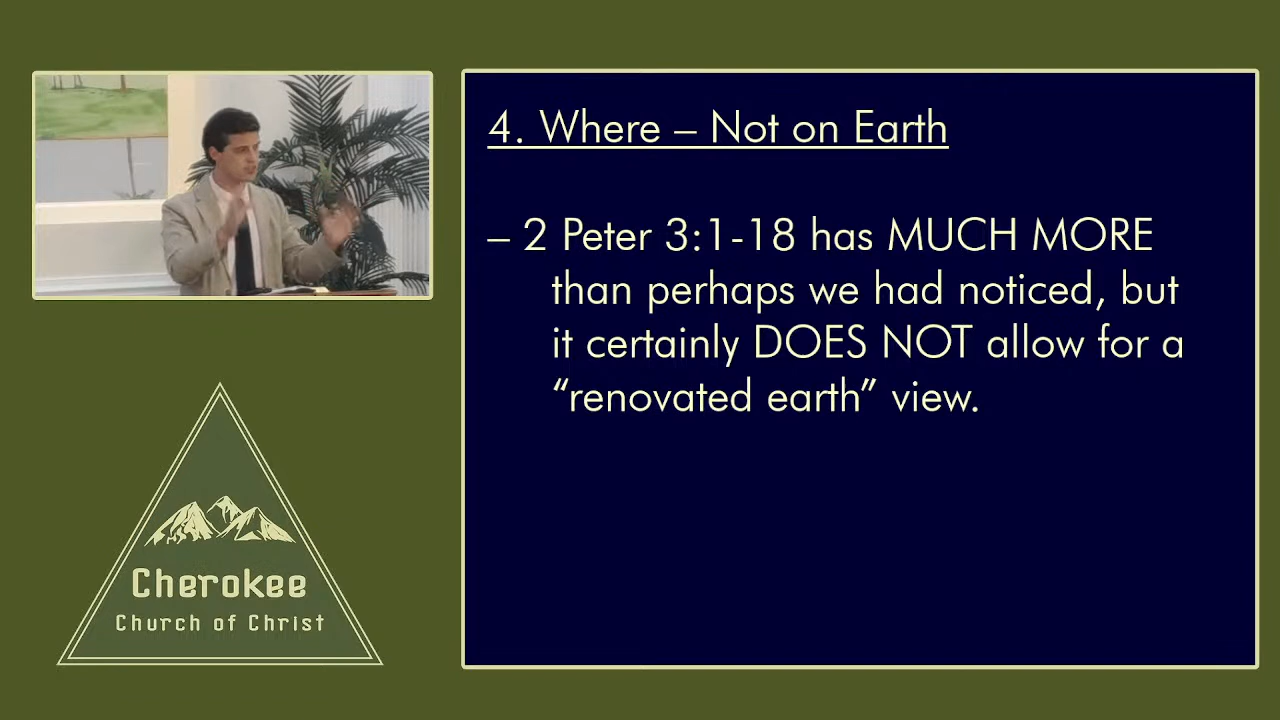 4. Where – Not on Earth
– 2 Peter 3:1-18 has MUCH MORE
than perhaps we had noticed, but
it certainly DOES NOT allow for a
“renovated earth” view.
Cherokee
Church of Christ